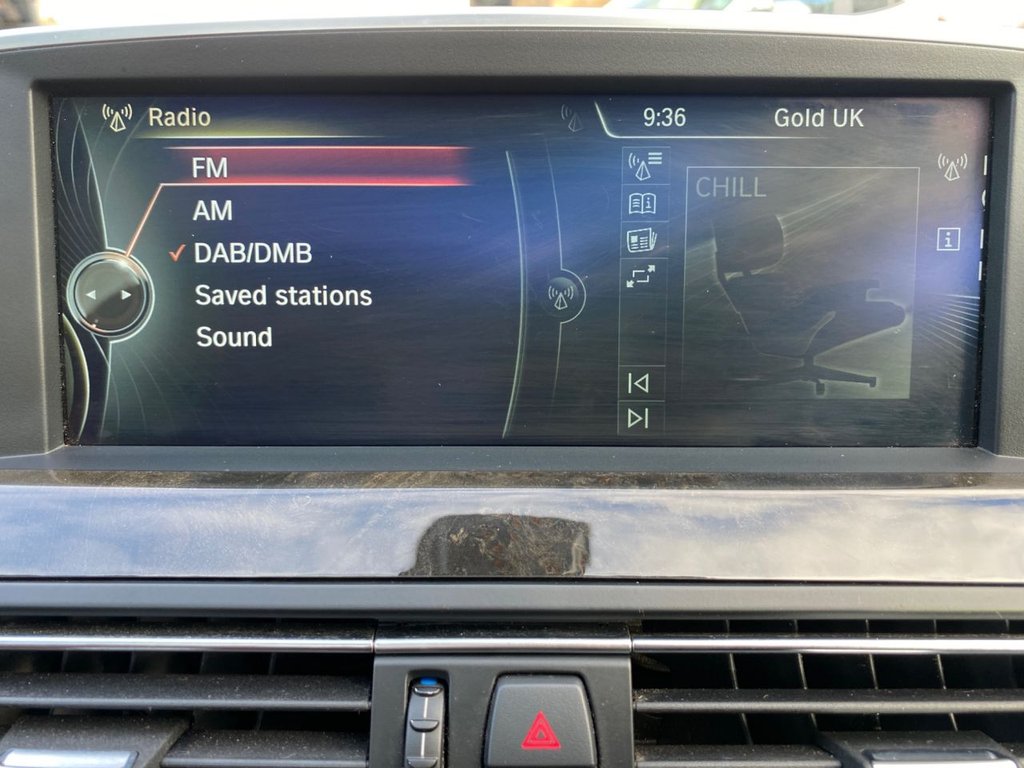 Radio
9:36
Gold UK
FM
AM
DAB/DMB
Saved stations
Sound
CHILL